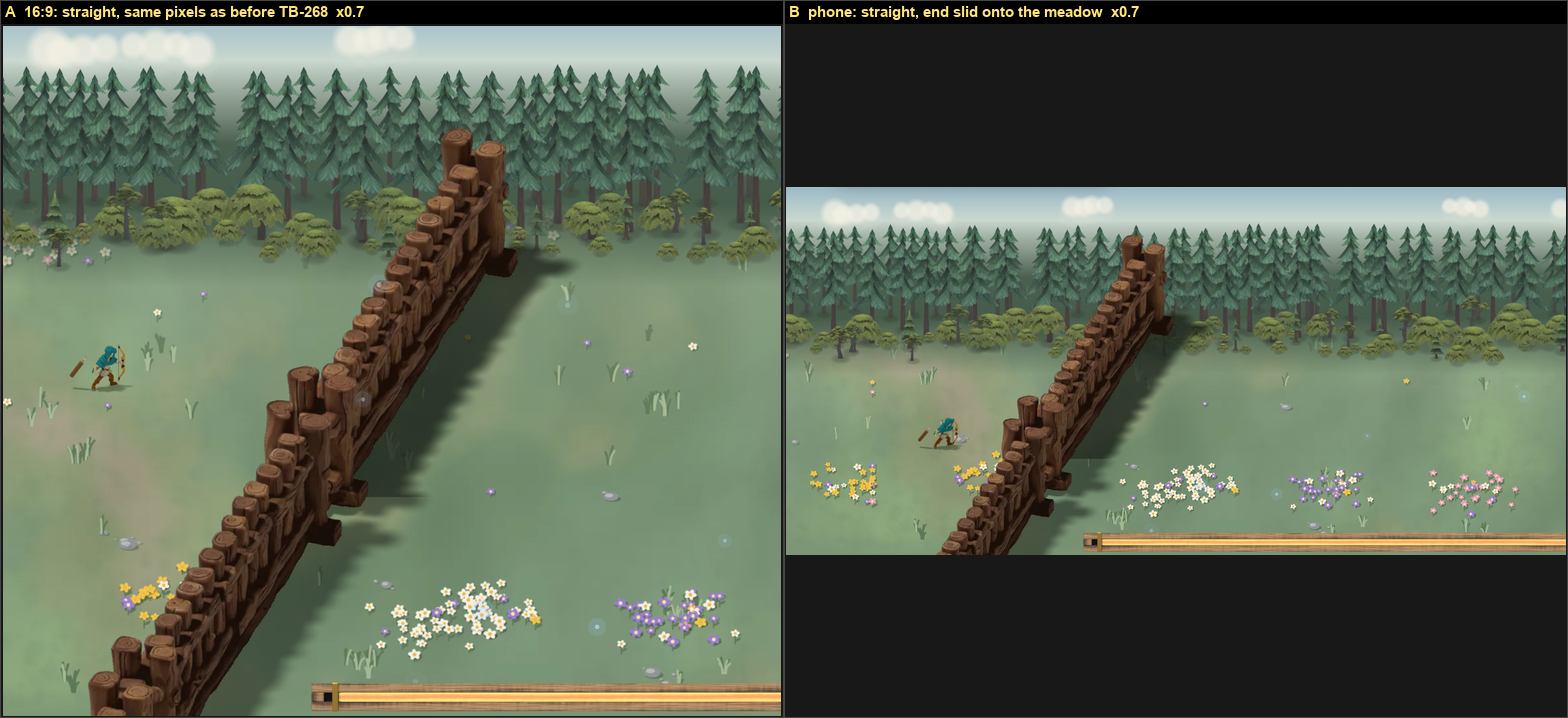 A 16:9: straight, same pixels as before TB-268 x0.7
B phone: straight, end slid onto the meadow x0.7